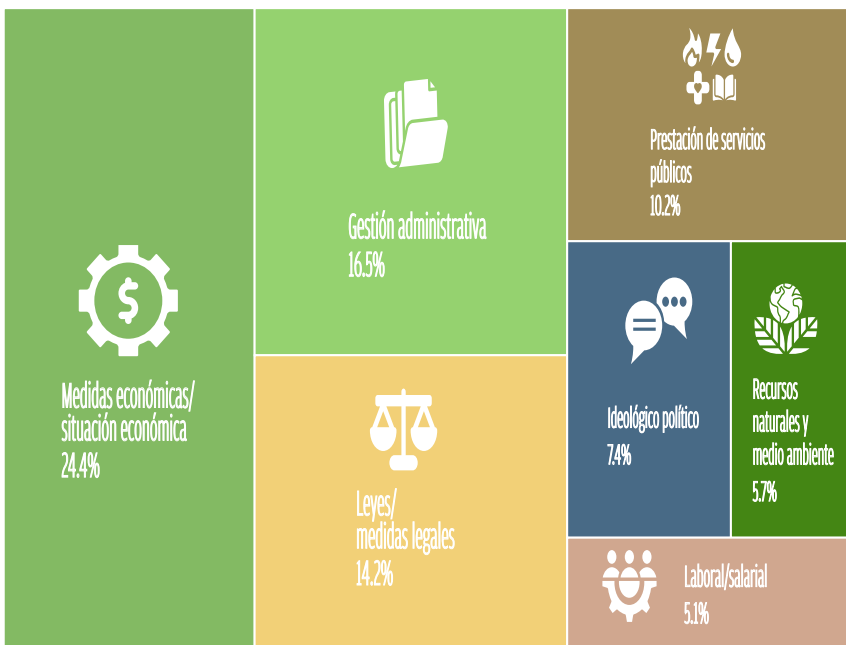 Medidas económicas/
situación económica
24.4%
Gestión administrativa
16.5%
Leyes/
medidas legales
14.2%
Prestación de servicios
públicos
10.2%
Ideológico político
7.4%
Recursos
naturales y
medio ambiente
5.7%
Laboral/salarial
5.1%